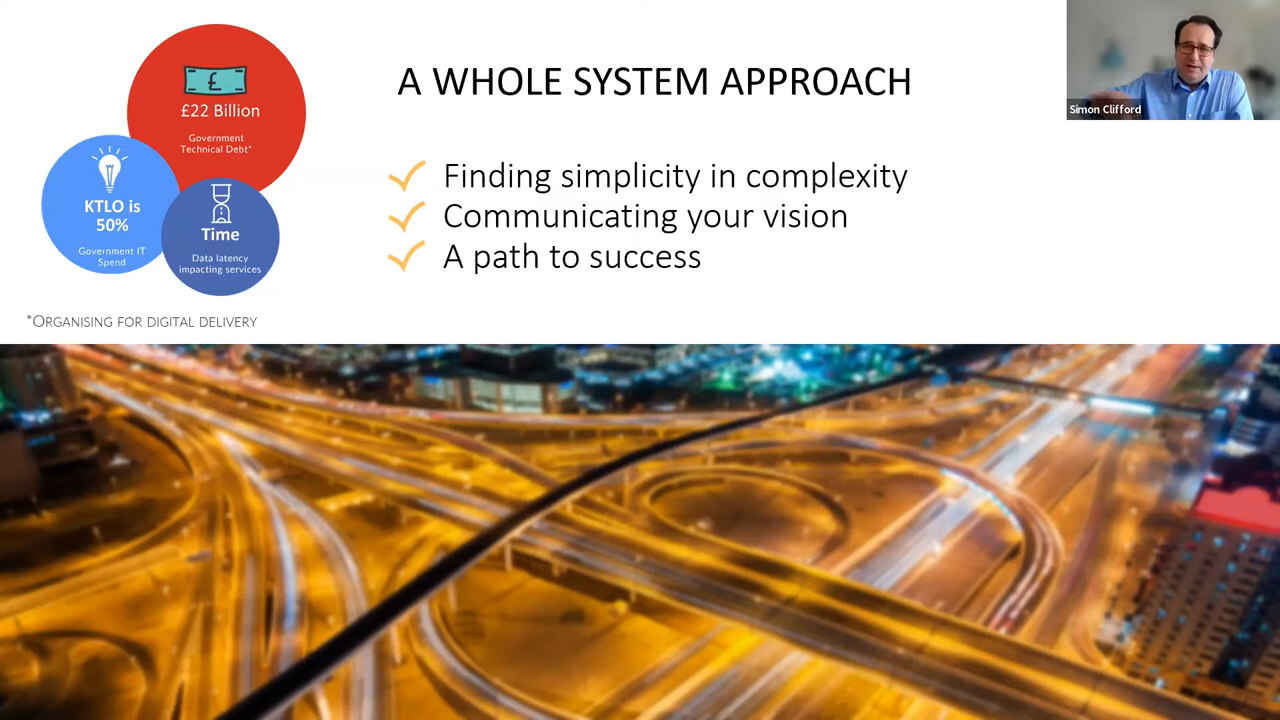 £
£22 Billion
Government
Technical Debt*
KTLO is
50%
Government IT
Spend
Time
Data latency
impacting services
*ORGANISING FOR DIGITAL DELIVERY
A WHOLE SYSTEM APPROACH
Finding simplicity in complexity
Communicating your vision
A path to success
Simon Clifford